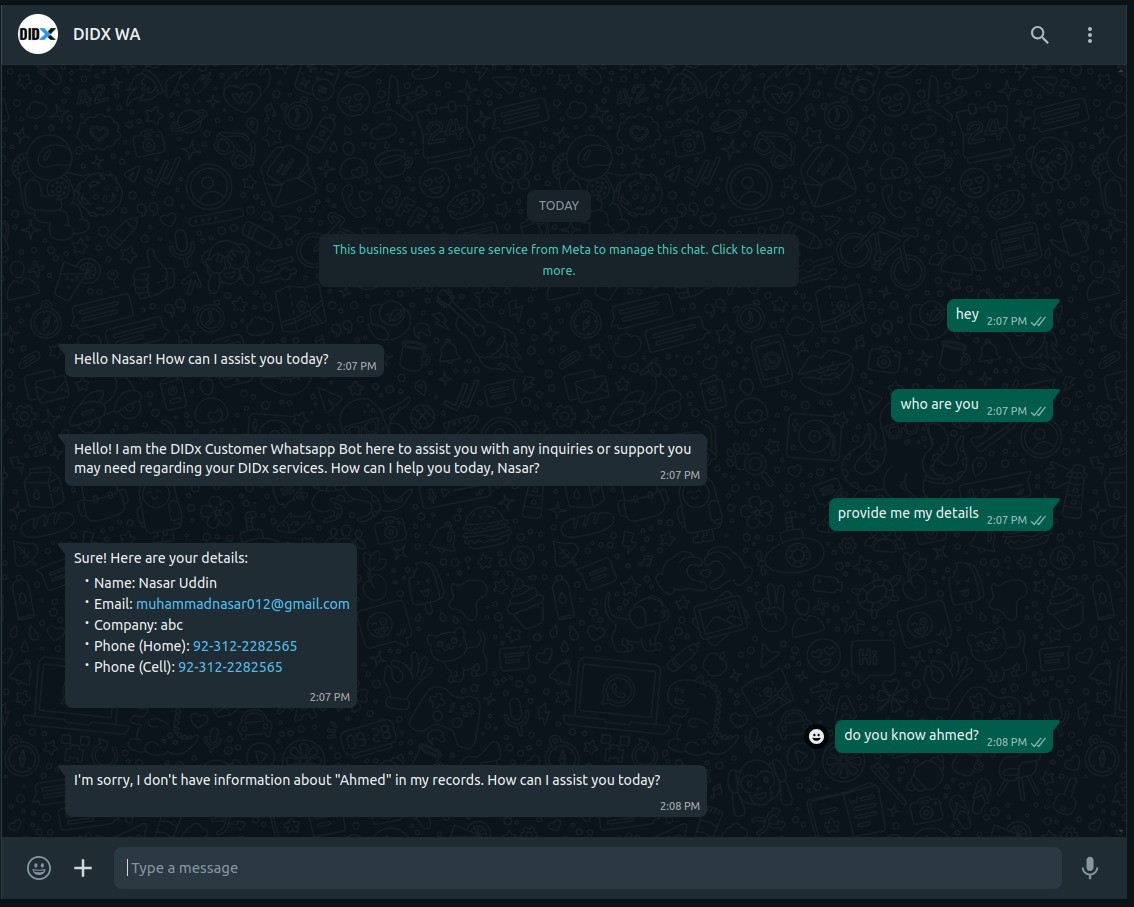 DIDX
DIDX WA
TODAY
This business uses a secure service from Meta to manage this chat. Click to learn
more.
hey 2:07 PM
Hello Nasar! How can I assist you today? 2:07 PM
who are you 2:07 PM
Hello! I am the DIDx Customer Whatsapp Bot here to assist you with any inquiries or support you
may need regarding your DIDx services. How can I help you today, Nasar?
2:07 PM
provide me my details 2:07 PM
Sure! Here are your details:
• Name: Nasar Uddin
• Email: muhammadnasar012@gmail.com
• Company: abc
• Phone (Home): 92-312-2282565
• Phone (Cell): 92-312-2282565
2:07 PM
do you know ahmed? 2:08 PM
I'm sorry, I don't have information about "Ahmed" in my records. How can I assist you today?
2:08 PM
Type a message